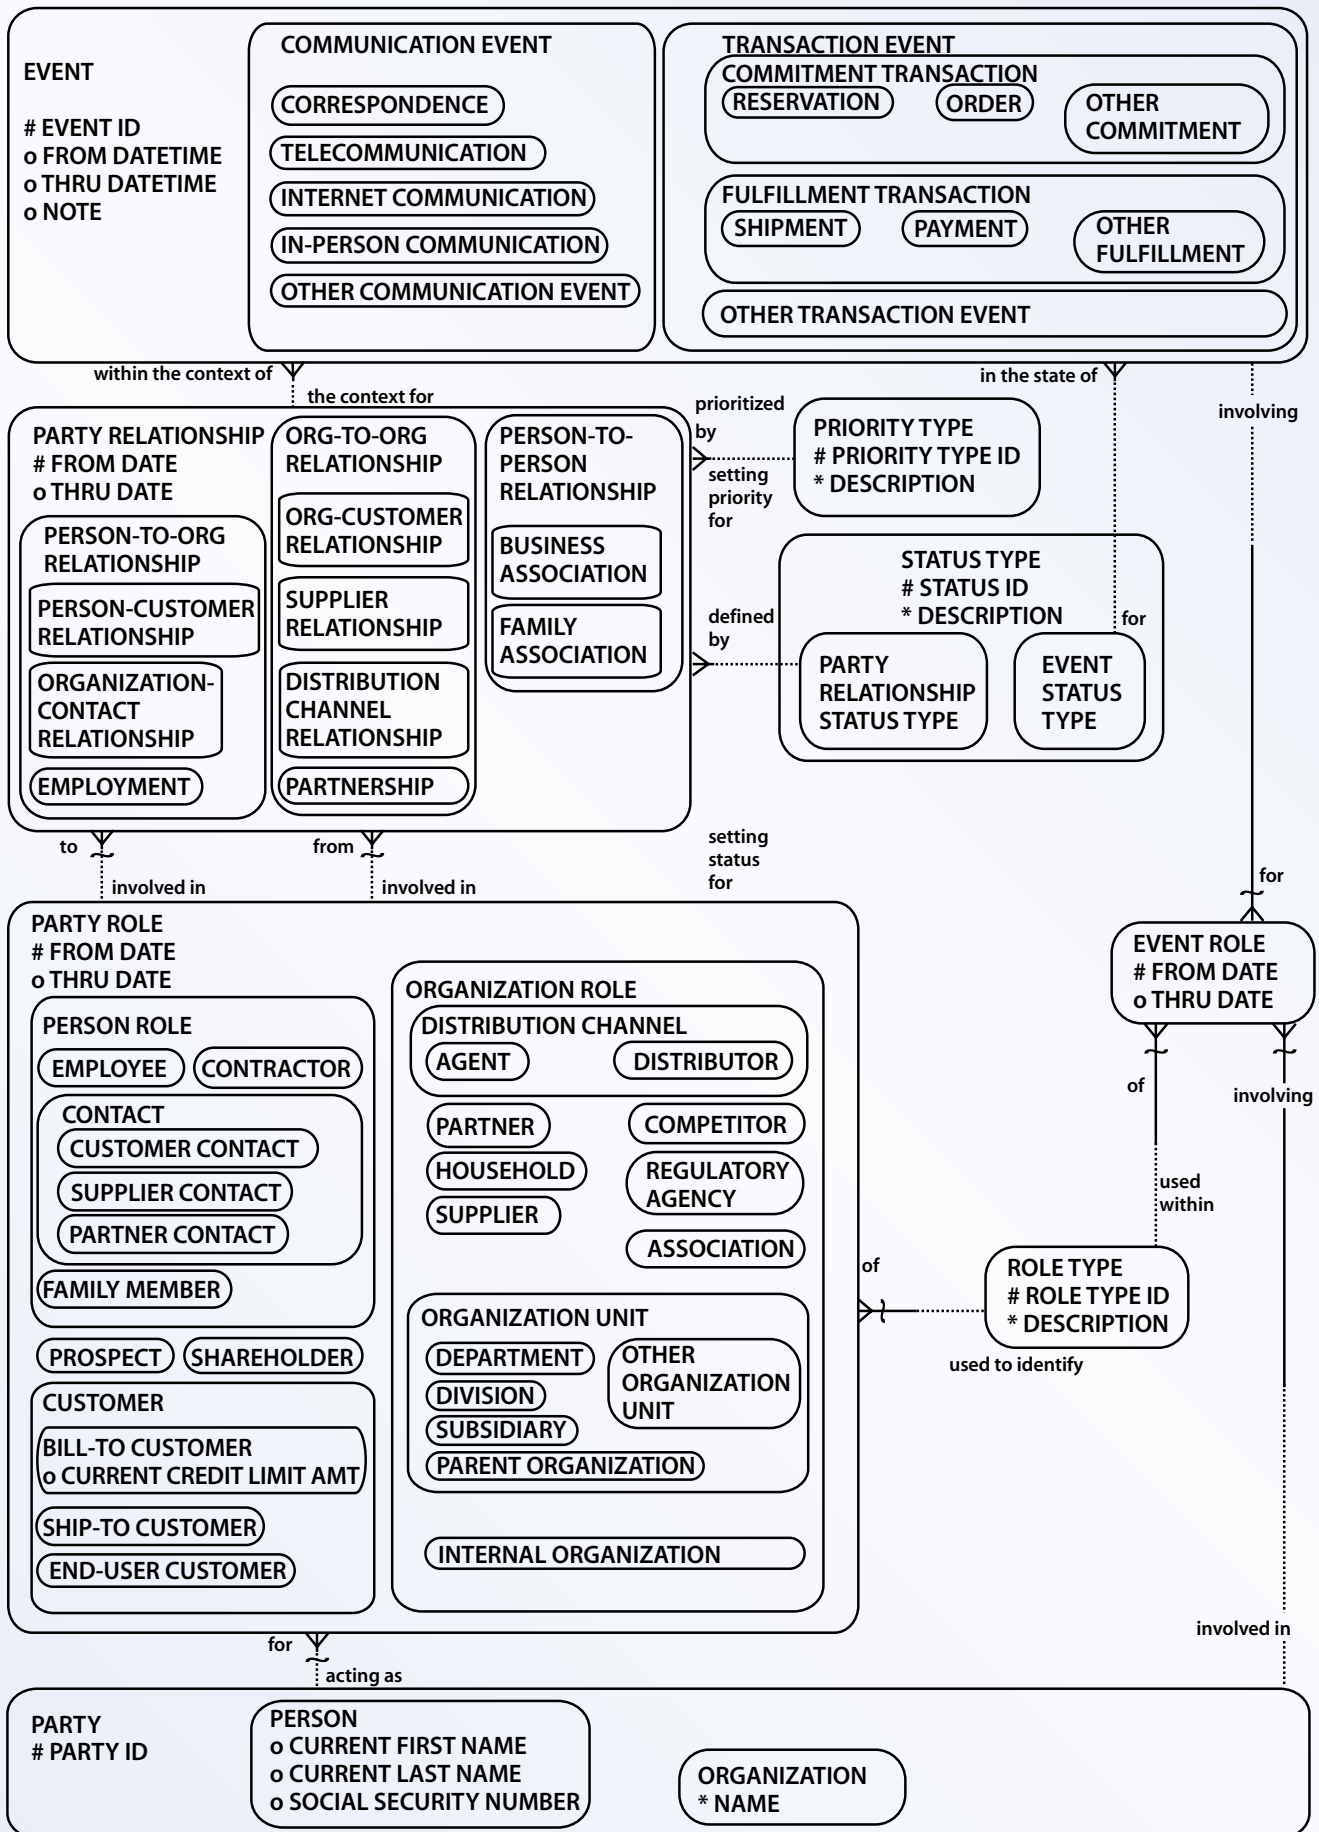 EVENT
# EVENT ID
o FROM DATETIME
o THRU DATETIME
o NOTE
COMMUNICATION EVENT
CORRESPONDENCE
TELECOMMUNICATION
INTERNET COMMUNICATION
IN-PERSON COMMUNICATION
OTHER COMMUNICATION EVENT
TRANSACTION EVENT
COMMITMENT TRANSACTION
RESERVATION
ORDER
OTHER
COMMITMENT
FULFILLMENT TRANSACTION
SHIPMENT
PAYMENT
OTHER
FULFILLMENT
OTHER TRANSACTION EVENT
within the context of
the context for
in the state of
involving
PARTY RELATIONSHIP
# FROM DATE
o THRU DATE
PERSON-TO-ORG
RELATIONSHIP
PERSON-CUSTOMER
RELATIONSHIP
ORGANIZATION-
CONTACT
RELATIONSHIP
EMPLOYMENT
ORG-TO-ORG
RELATIONSHIP
ORG-CUSTOMER
RELATIONSHIP
SUPPLIER
RELATIONSHIP
DISTRIBUTION
CHANNEL
RELATIONSHIP
PARTNERSHIP
PERSON-TO-
PERSON
RELATIONSHIP
BUSINESS
ASSOCIATION
FAMILY
ASSOCIATION
prioritized
by
setting
priority
for
PRIORITY TYPE
# PRIORITY TYPE ID
* DESCRIPTION
defined
by
STATUS TYPE
# STATUS ID
* DESCRIPTION
for
PARTY
RELATIONSHIP
STATUS TYPE
EVENT
STATUS
TYPE
to
involved in
from
involved in
setting
status
for
for
EVENT ROLE
# FROM DATE
o THRU DATE
of
involving
used
within
PARTY ROLE
# FROM DATE
o THRU DATE
PERSON ROLE
EMPLOYEE
CONTRACTOR
CONTACT
CUSTOMER CONTACT
SUPPLIER CONTACT
PARTNER CONTACT
FAMILY MEMBER
PROSPECT
SHAREHOLDER
CUSTOMER
BILL-TO CUSTOMER
o CURRENT CREDIT LIMIT AMT
SHIP-TO CUSTOMER
END-USER CUSTOMER
ORGANIZATION ROLE
DISTRIBUTION CHANNEL
AGENT
DISTRIBUTOR
PARTNER
COMPETITOR
HOUSEHOLD
REGULATORY
AGENCY
SUPPLIER
ASSOCIATION
ORGANIZATION UNIT
DEPARTMENT
OTHER
ORGANIZATION
UNIT
DIVISION
SUBSIDIARY
PARENT ORGANIZATION
INTERNAL ORGANIZATION
of
ROLE TYPE
# ROLE TYPE ID
* DESCRIPTION
used to identify
involved in
for
acting as
PARTY
# PARTY ID
PERSON
o CURRENT FIRST NAME
o CURRENT LAST NAME
o SOCIAL SECURITY NUMBER
ORGANIZATION
* NAME